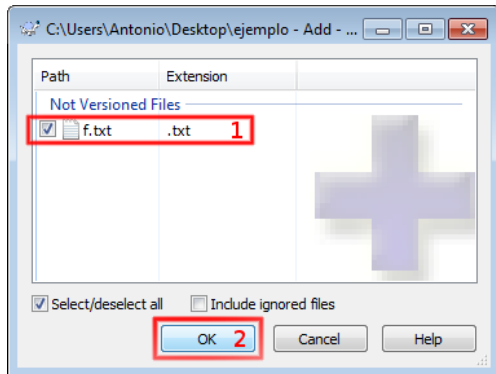 C:\Users\Antonio\Desktop\ejemplo - Add - ...
Path Extension
Not Versioned Files
f.txt .txt 1
Select/deselect all Include ignored files
OK 2 Cancel Help